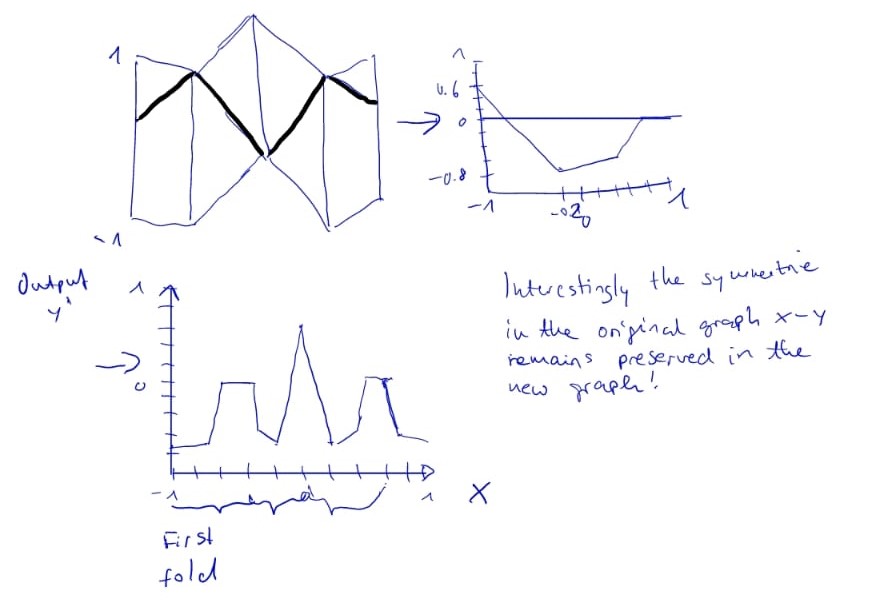 1
-1
1
0.6
0
-0.8
-1
-0.2
0
1
Output
y'
1
0
-1
0
1
X
First
fold
Interestingly the symmetrie
in the original graph x-y
remains preserved in the
new graph!